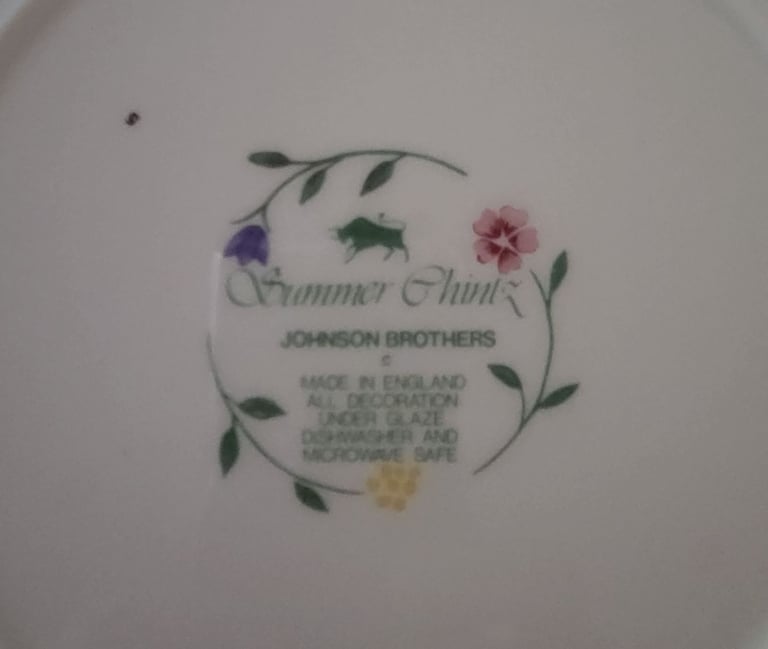 Summer Chintz
JOHNSON BROTHERS
©
MADE IN ENGLAND
ALL DECORATION
UNDER GLAZE
DISHWASHER AND
MICROWAVE SAFE